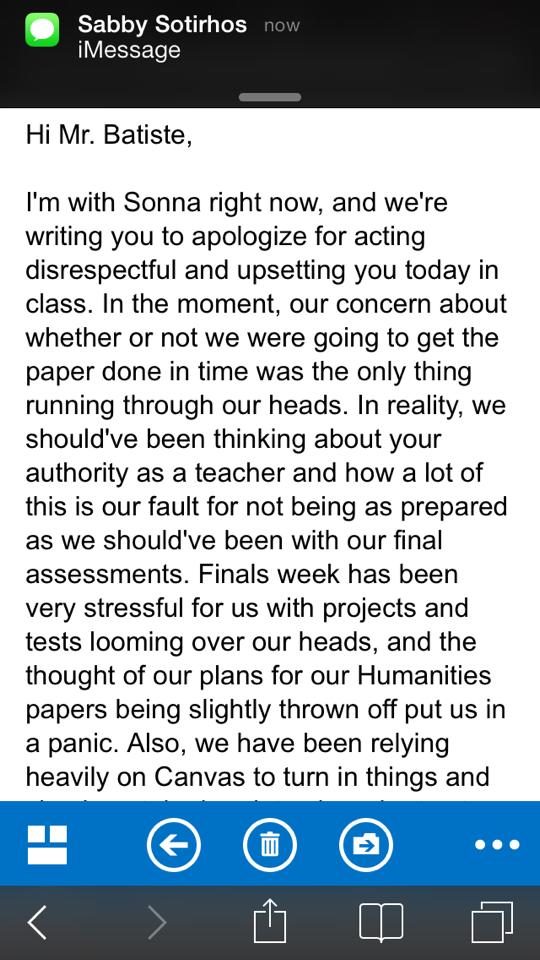 Sabby Sotirhos now
iMessage
Hi Mr. Batiste,
I'm with Sonna right now, and we're
writing you to apologize for acting
disrespectful and upsetting you today in
class. In the moment, our concern about
whether or not we were going to get the
paper done in time was the only thing
running through our heads. In reality, we
should've been thinking about your
authority as a teacher and how a lot of
this is our fault for not being as prepared
as we should've been with our final
assessments. Finals week has been
very stressful for us with projects and
tests looming over our heads, and the
thought of our plans for our Humanities
papers being slightly thrown off put us in
a panic. Also, we have been relying
heavily on Canvas to turn in things and